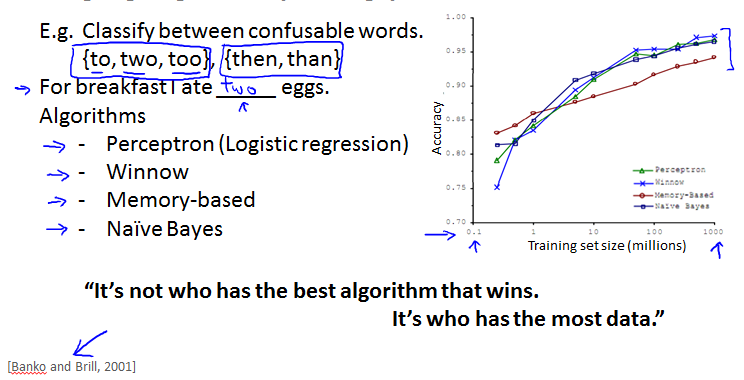 E.g. Classify between confusable words.
{to, two, too}, {then, than}
For breakfast I ate two eggs.
Algorithms
- Perceptron (Logistic regression)
- Winnow
- Memory-based
- Naïve Bayes
1.00
0.95
0.90
0.85
0.80
0.75
0.70
Accuracy
0.1 1 10 100 1000
Training set size (millions)
Perceptron
Winnow
Memory-Based
Naive Bayes
“It’s not who has the best algorithm that wins.
It’s who has the most data.”
[Banko and Brill, 2001]